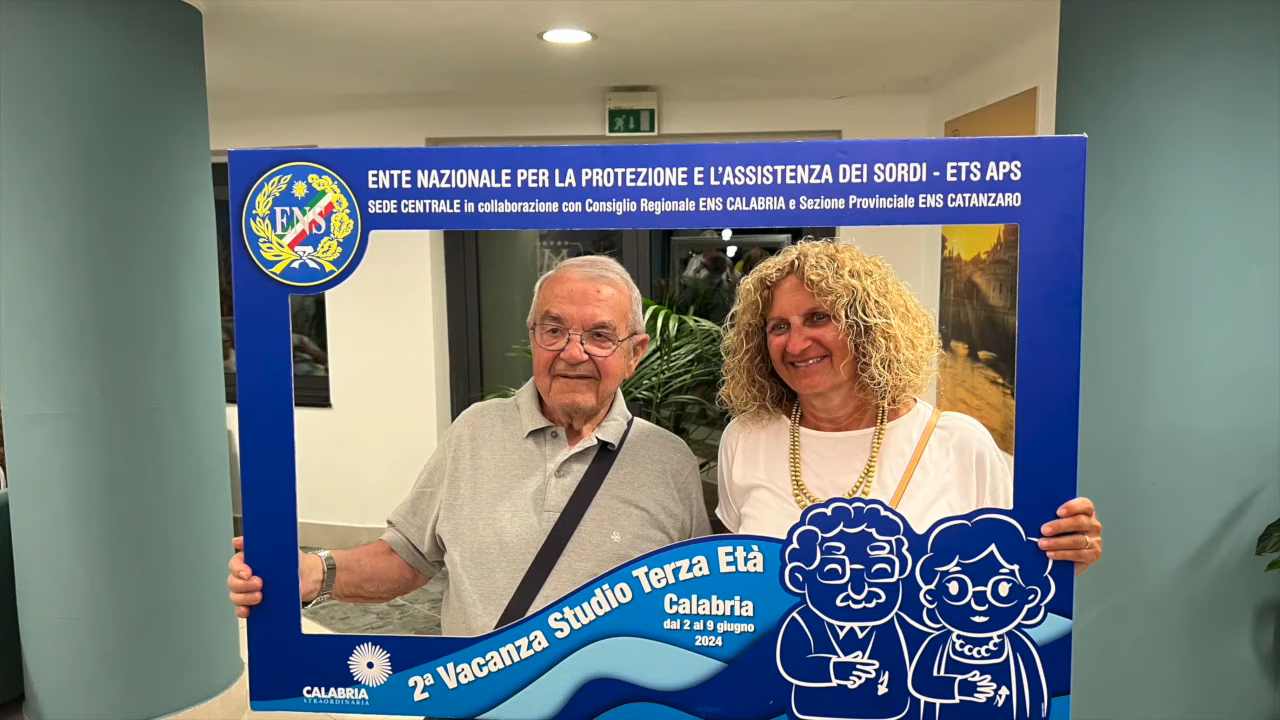 ENTE NAZIONALE PER LA PROTEZIONE E L'ASSISTENZA DEI SORDI - ETS APS
SEDE CENTRALE in collaborazione con Consiglio Regionale ENS CALABRIA e Sezione Provinciale ENS CATANZARO
ENS
2ª Vacanza Studio Terza Età
Calabria
dal 2 al 9 giugno
2024
CALABRIA
STRAORDINARIA